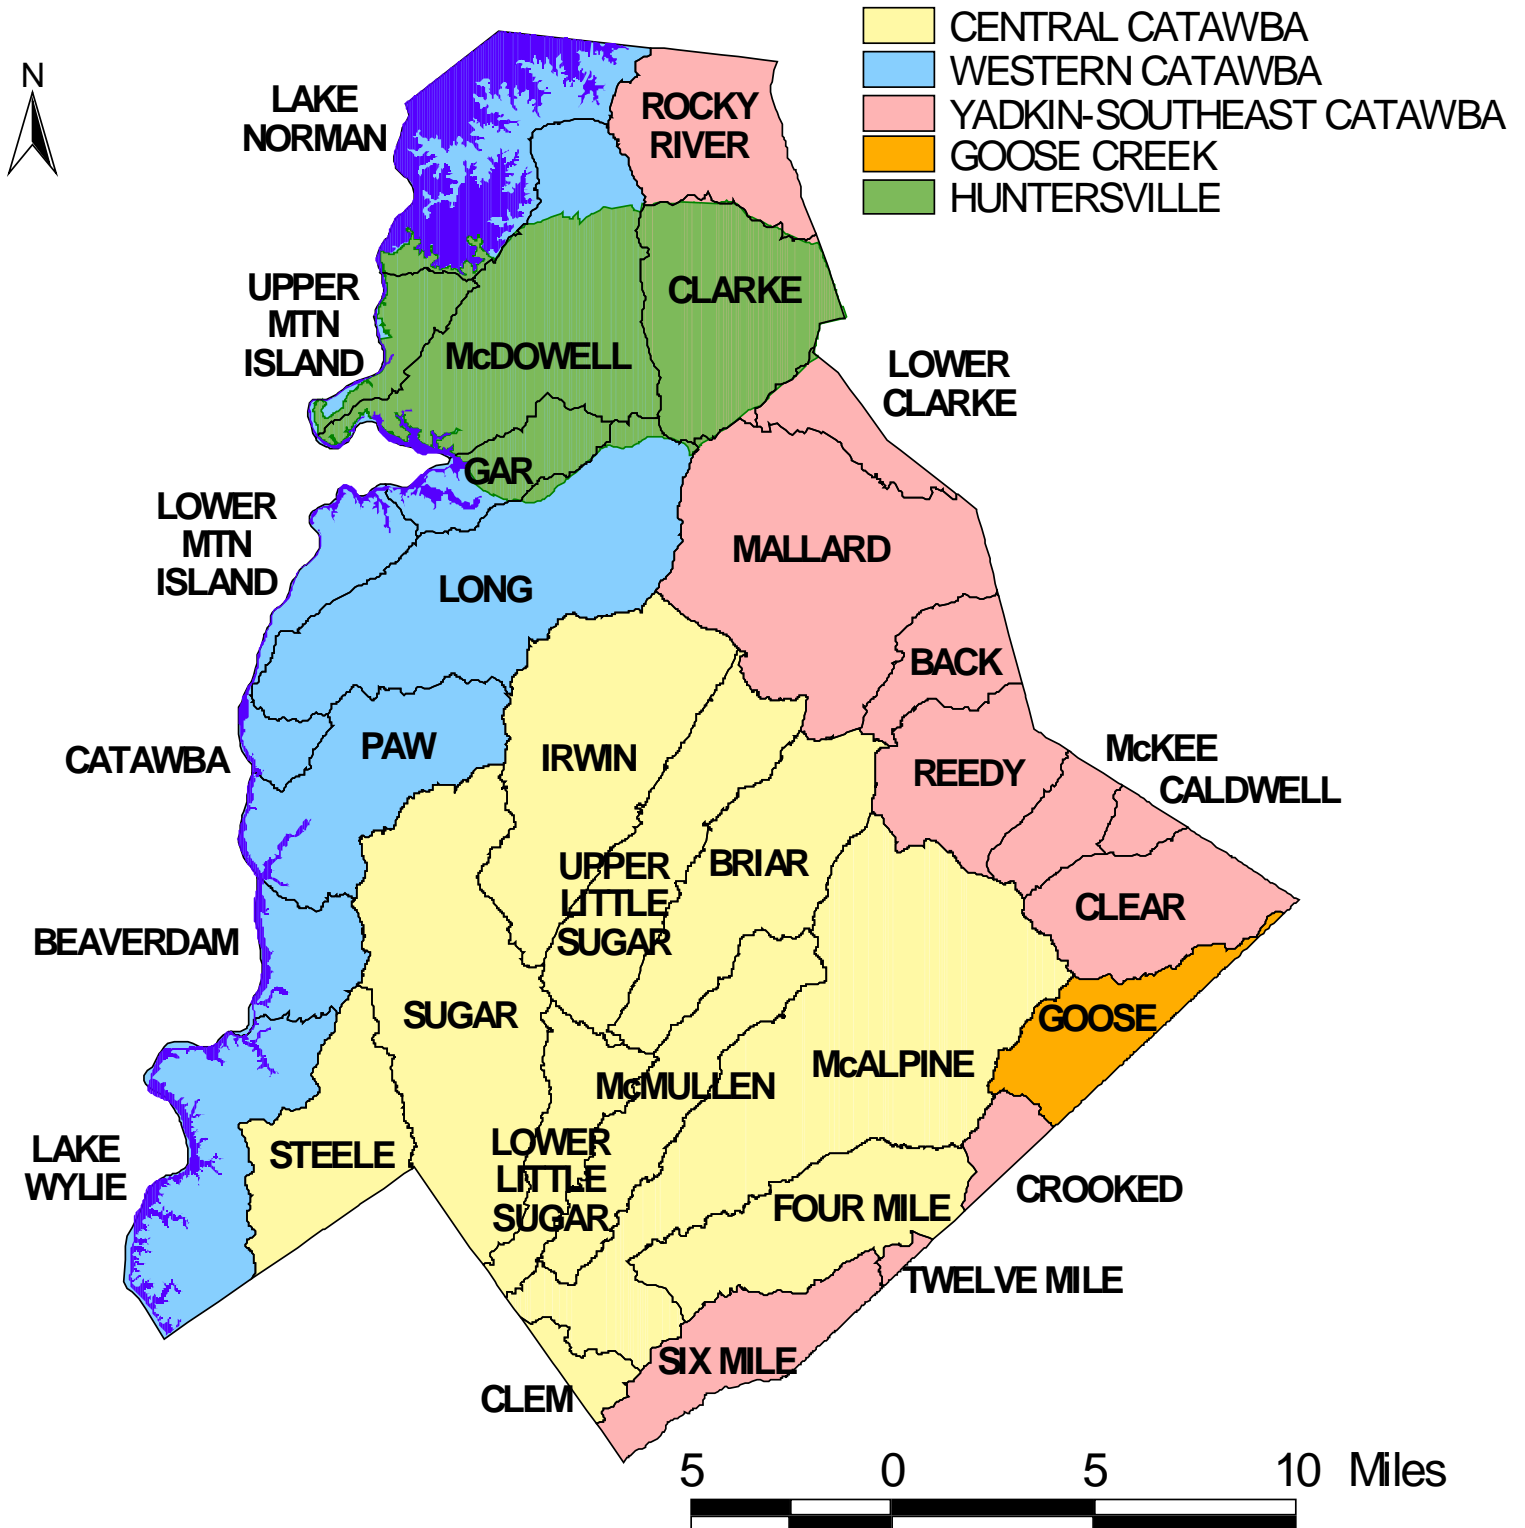 CENTRAL CATAWBA
WESTERN CATAWBA
YADKIN-SOUTHEAST CATAWBA
GOOSE CREEK
HUNTERSVILLE
N
LAKE
NORMAN
ROCKY
RIVER
UPPER
MTN
ISLAND
CLARKE
McDOWELL
LOWER
CLARKE
GAR
LOWER
MTN
ISLAND
MALLARD
LONG
BACK
CATAWBA
PAW
IRWIN
REEDY
McKEE
CALDWELL
UPPER
LITTLE
SUGAR
BRIAR
CLEAR
BEAVERDAM
SUGAR
GOOSE
McALPINE
McMULLEN
LAKE
WYLIE
STEELE
LOWER
LITTLE
SUGAR
FOUR MILE
CROOKED
TWELVE MILE
SIX MILE
CLEM
5 0 5 10 Miles